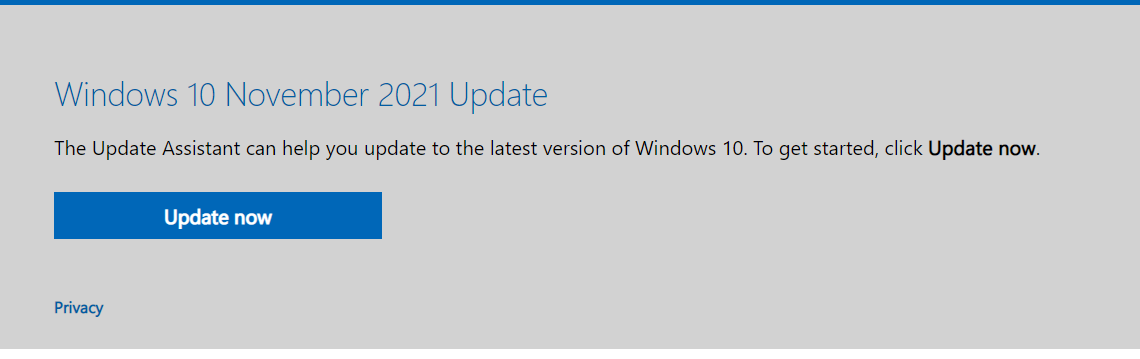 Windows 10 November 2021 Update
The Update Assistant can help you update to the latest version of Windows 10. To get started, click Update now.
Update now
Privacy